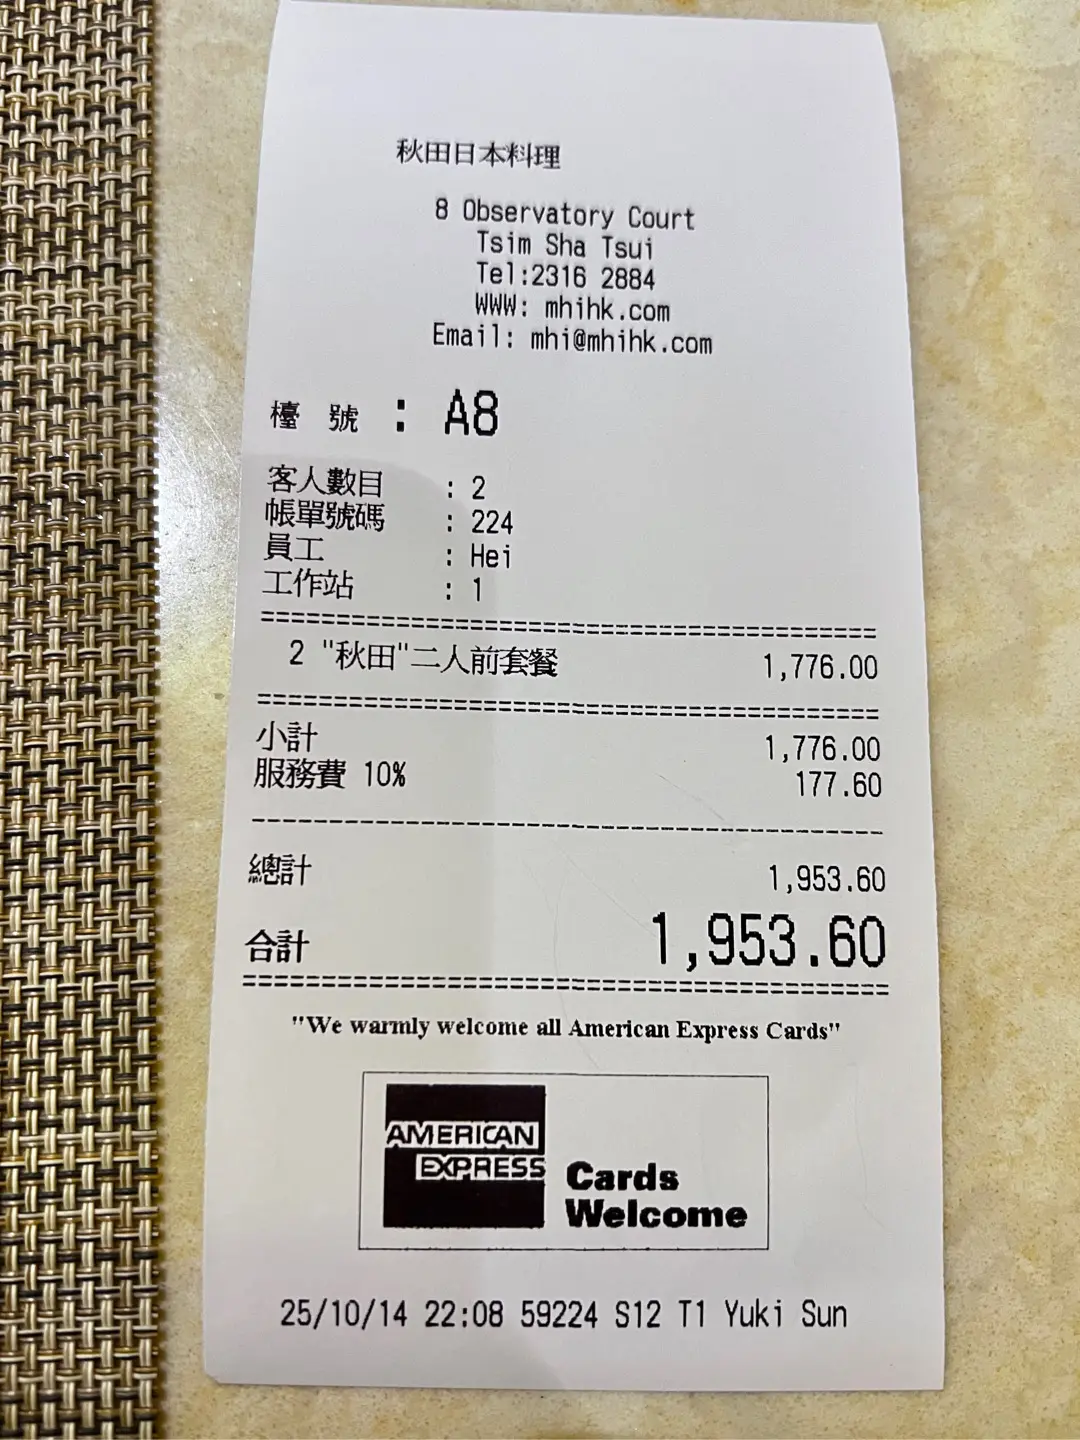 秋田日本料理
8 Observatory Court
Tsim Sha Tsui
Tel:2316 2884
WWW: mhihk.com
Email: mhi@mhihk.com
檯 號 : A8
客人數目 : 2
帳單號碼 : 224
員工 : Hei
工作站 : 1
2 "秋田"二人前套餐 1,776.00
小計 1,776.00
服務費 10% 177.60
總計 1,953.60
合計 1,953.60
"We warmly welcome all American Express Cards"
AMERICAN
EXPRESS
Cards
Welcome
25/10/14 22:08 59224 S12 T1 Yuki Sun